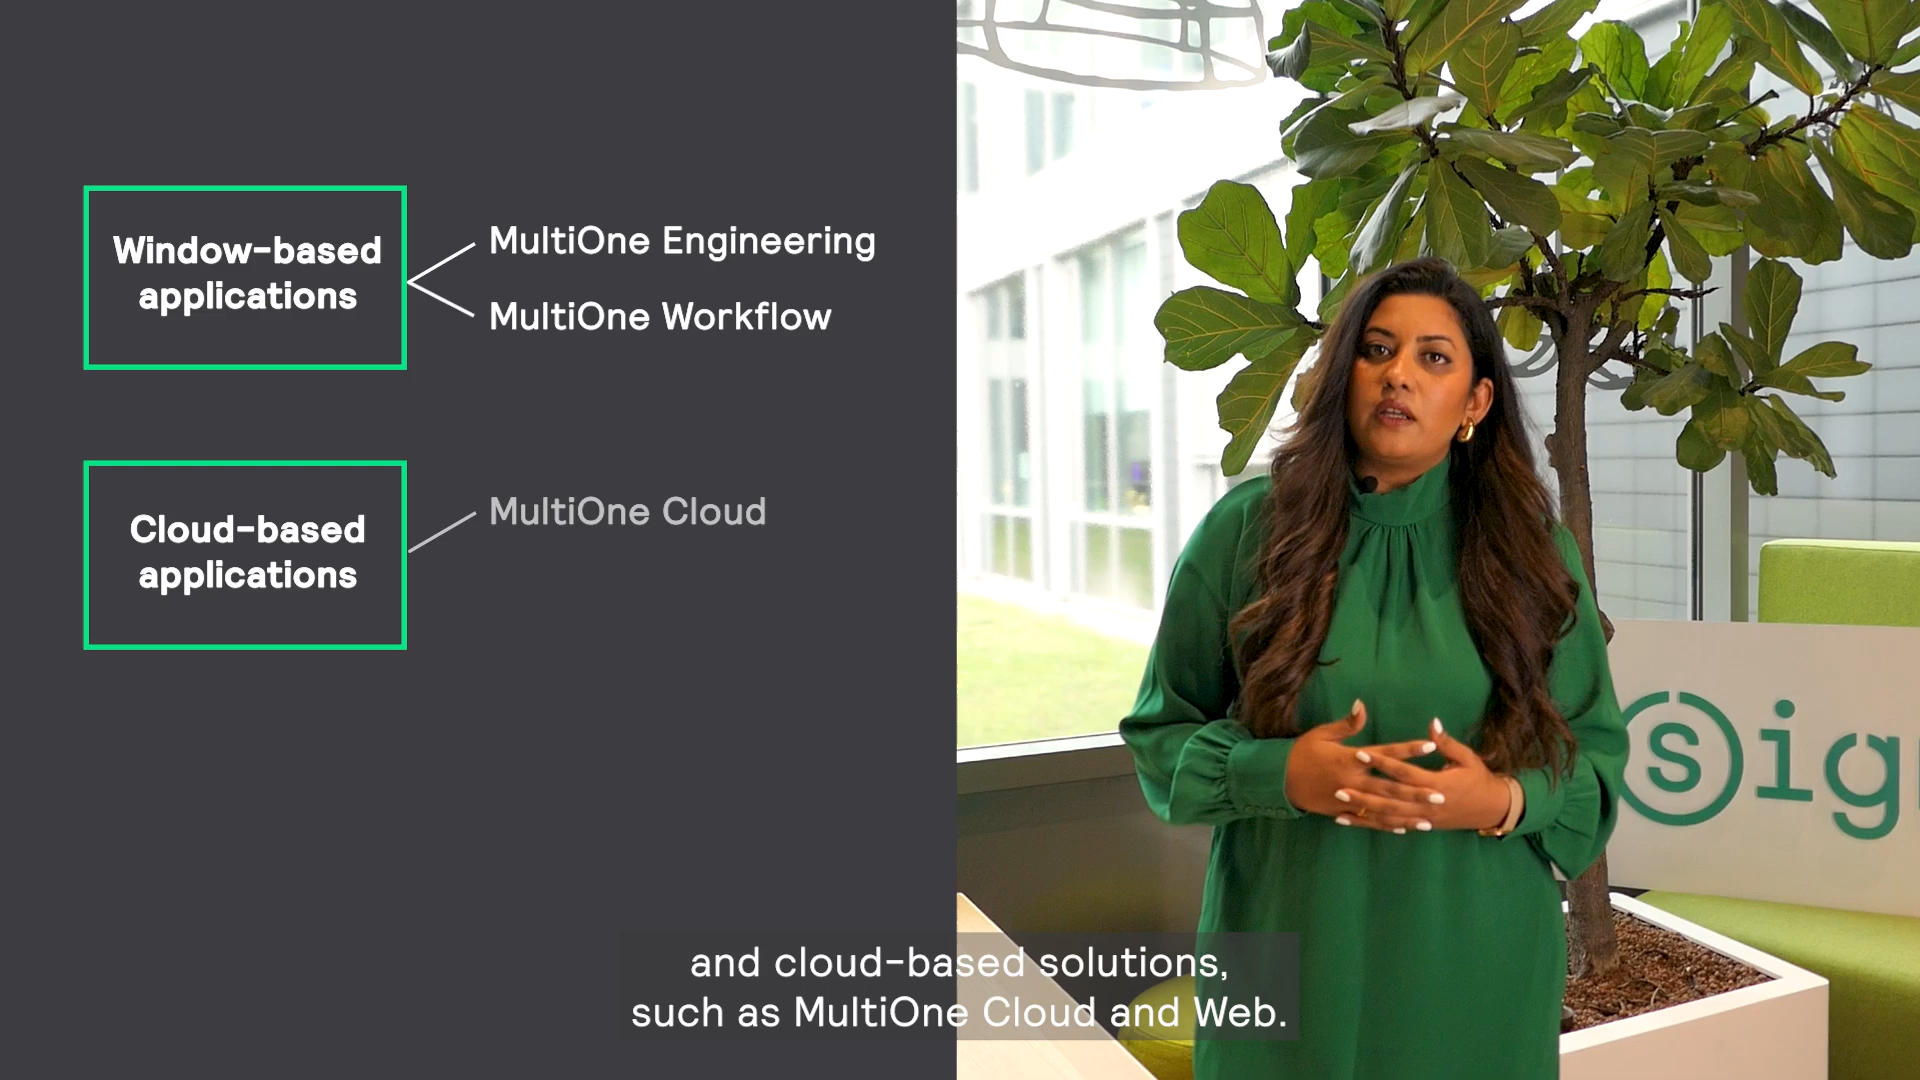 Window-based
applications
MultiOne Engineering
MultiOne Workflow
Cloud-based
applications
MultiOne Cloud
and cloud-based solutions,
such as MultiOne Cloud and Web.